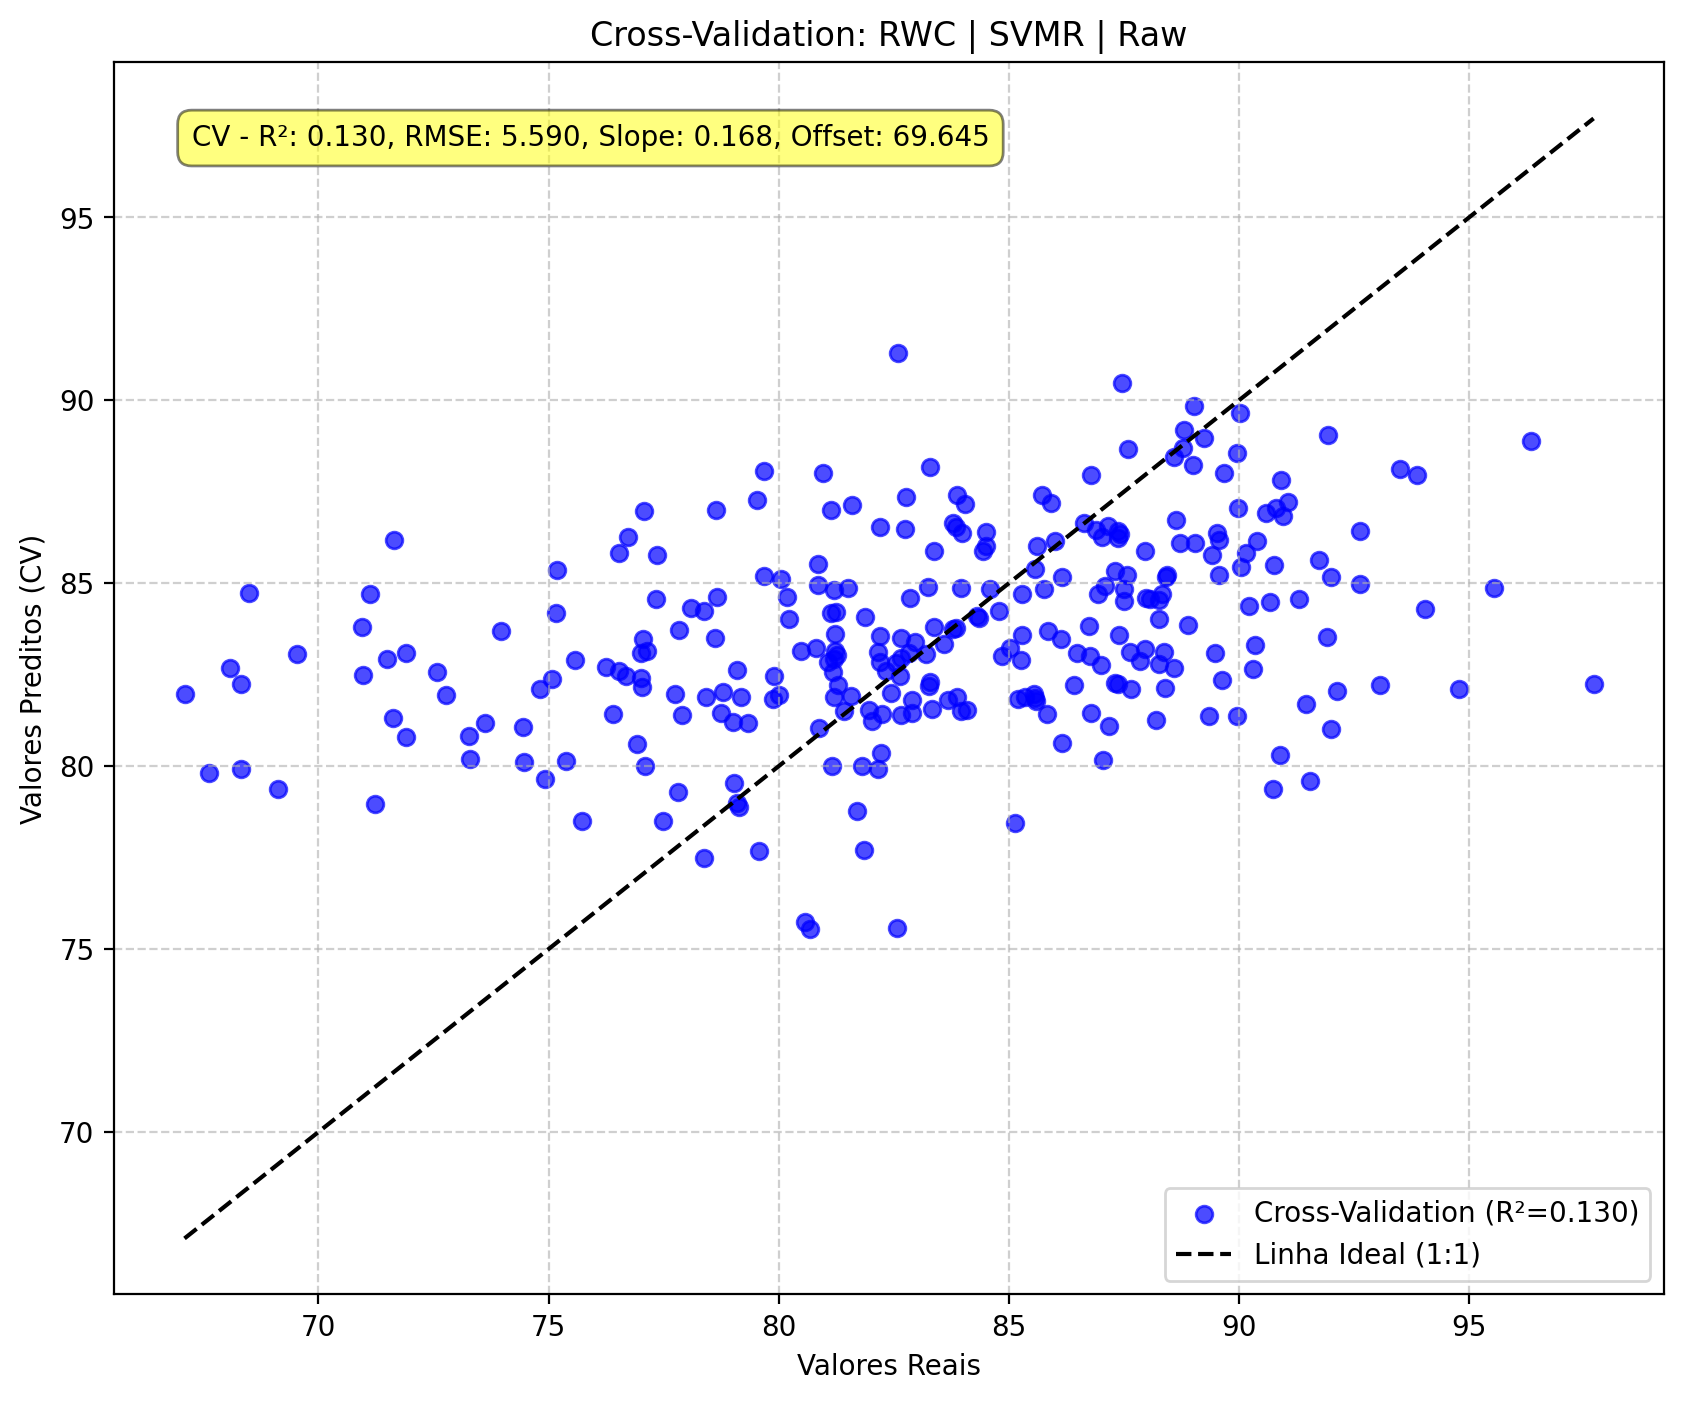 Cross-Validation: RWC | SVMR | Raw
CV - R²: 0.130, RMSE: 5.590, Slope: 0.168, Offset: 69.645
Valores Preditos (CV)
95
90
85
80
75
70
Cross-Validation (R²=0.130)
Linha Ideal (1:1)
70 75 80 85 90 95
Valores Reais